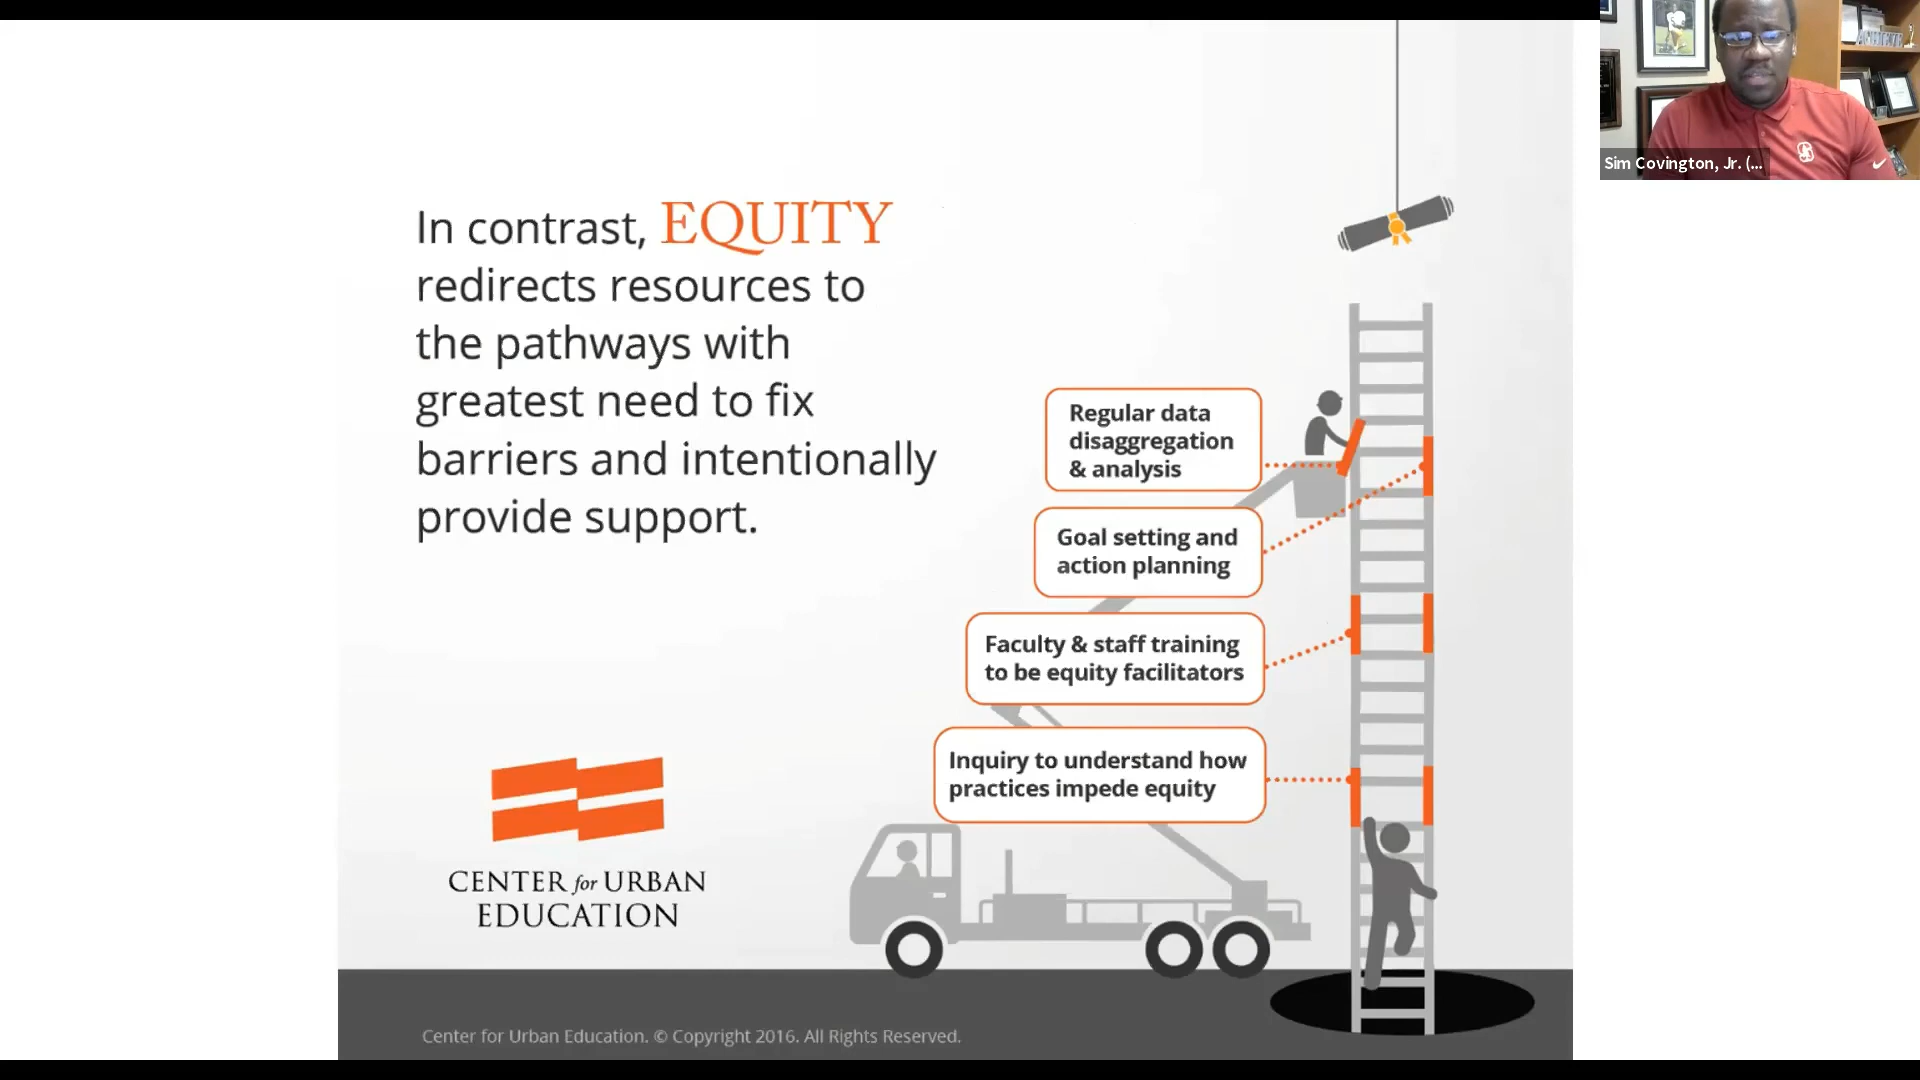 In contrast, EQUITY
redirects resources to
the pathways with
greatest need to fix
barriers and intentionally
provide support.
Regular data
disaggregation
& analysis
Goal setting and
action planning
Faculty & staff training
to be equity facilitators
Inquiry to understand how
practices impede equity
CENTER for URBAN
EDUCATION
Center for Urban Education. © Copyright 2016. All Rights Reserved.
Sim Covington, Jr. (...